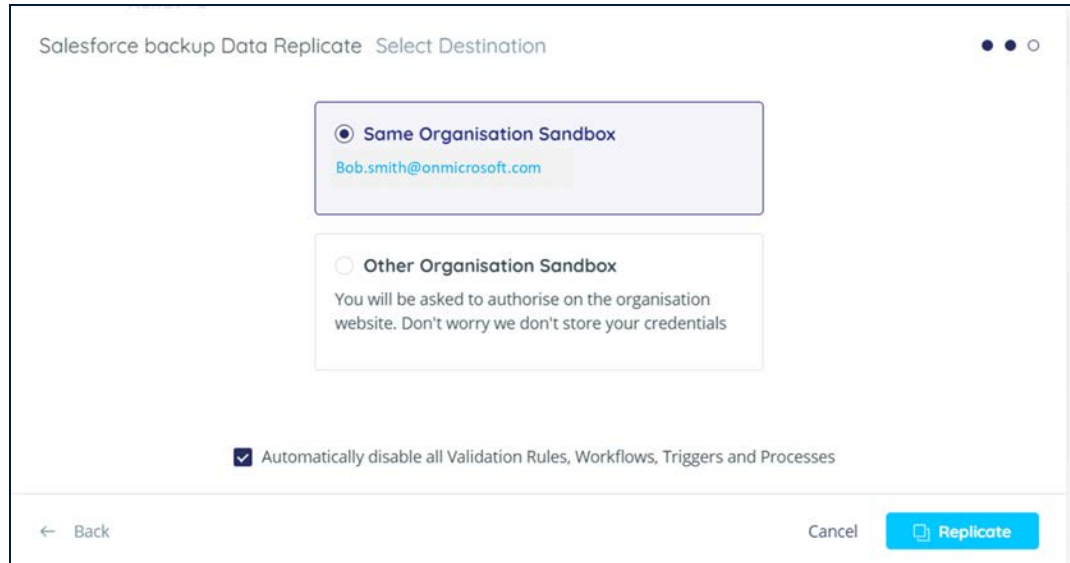 Salesforce backup Data Replicate Select Destination
Same Organisation Sandbox
Bob.smith@onmicrosoft.com
Other Organisation Sandbox
You will be asked to authorise on the organisation
website. Don't worry we don't store your credentials
Automatically disable all Validation Rules, Workflows, Triggers and Processes
← Back
Cancel
Replicate